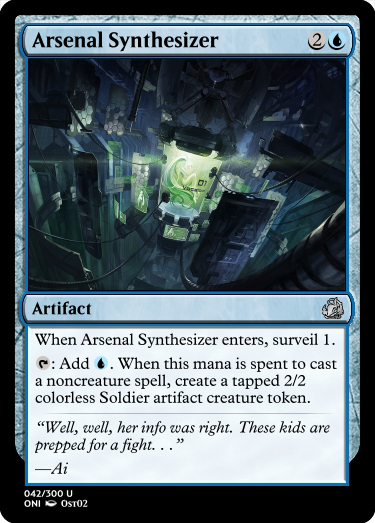 Arsenal Synthesizer 2
Artifact
When Arsenal Synthesizer enters, surveil 1.
: Add . When this mana is spent to cast
a noncreature spell, create a tapped 2/2
colorless Soldier artifact creature token.
“Well, well, her info was right. These kids are
prepped for a fight. . .”
—Ai
042/300 U
ONI OST02